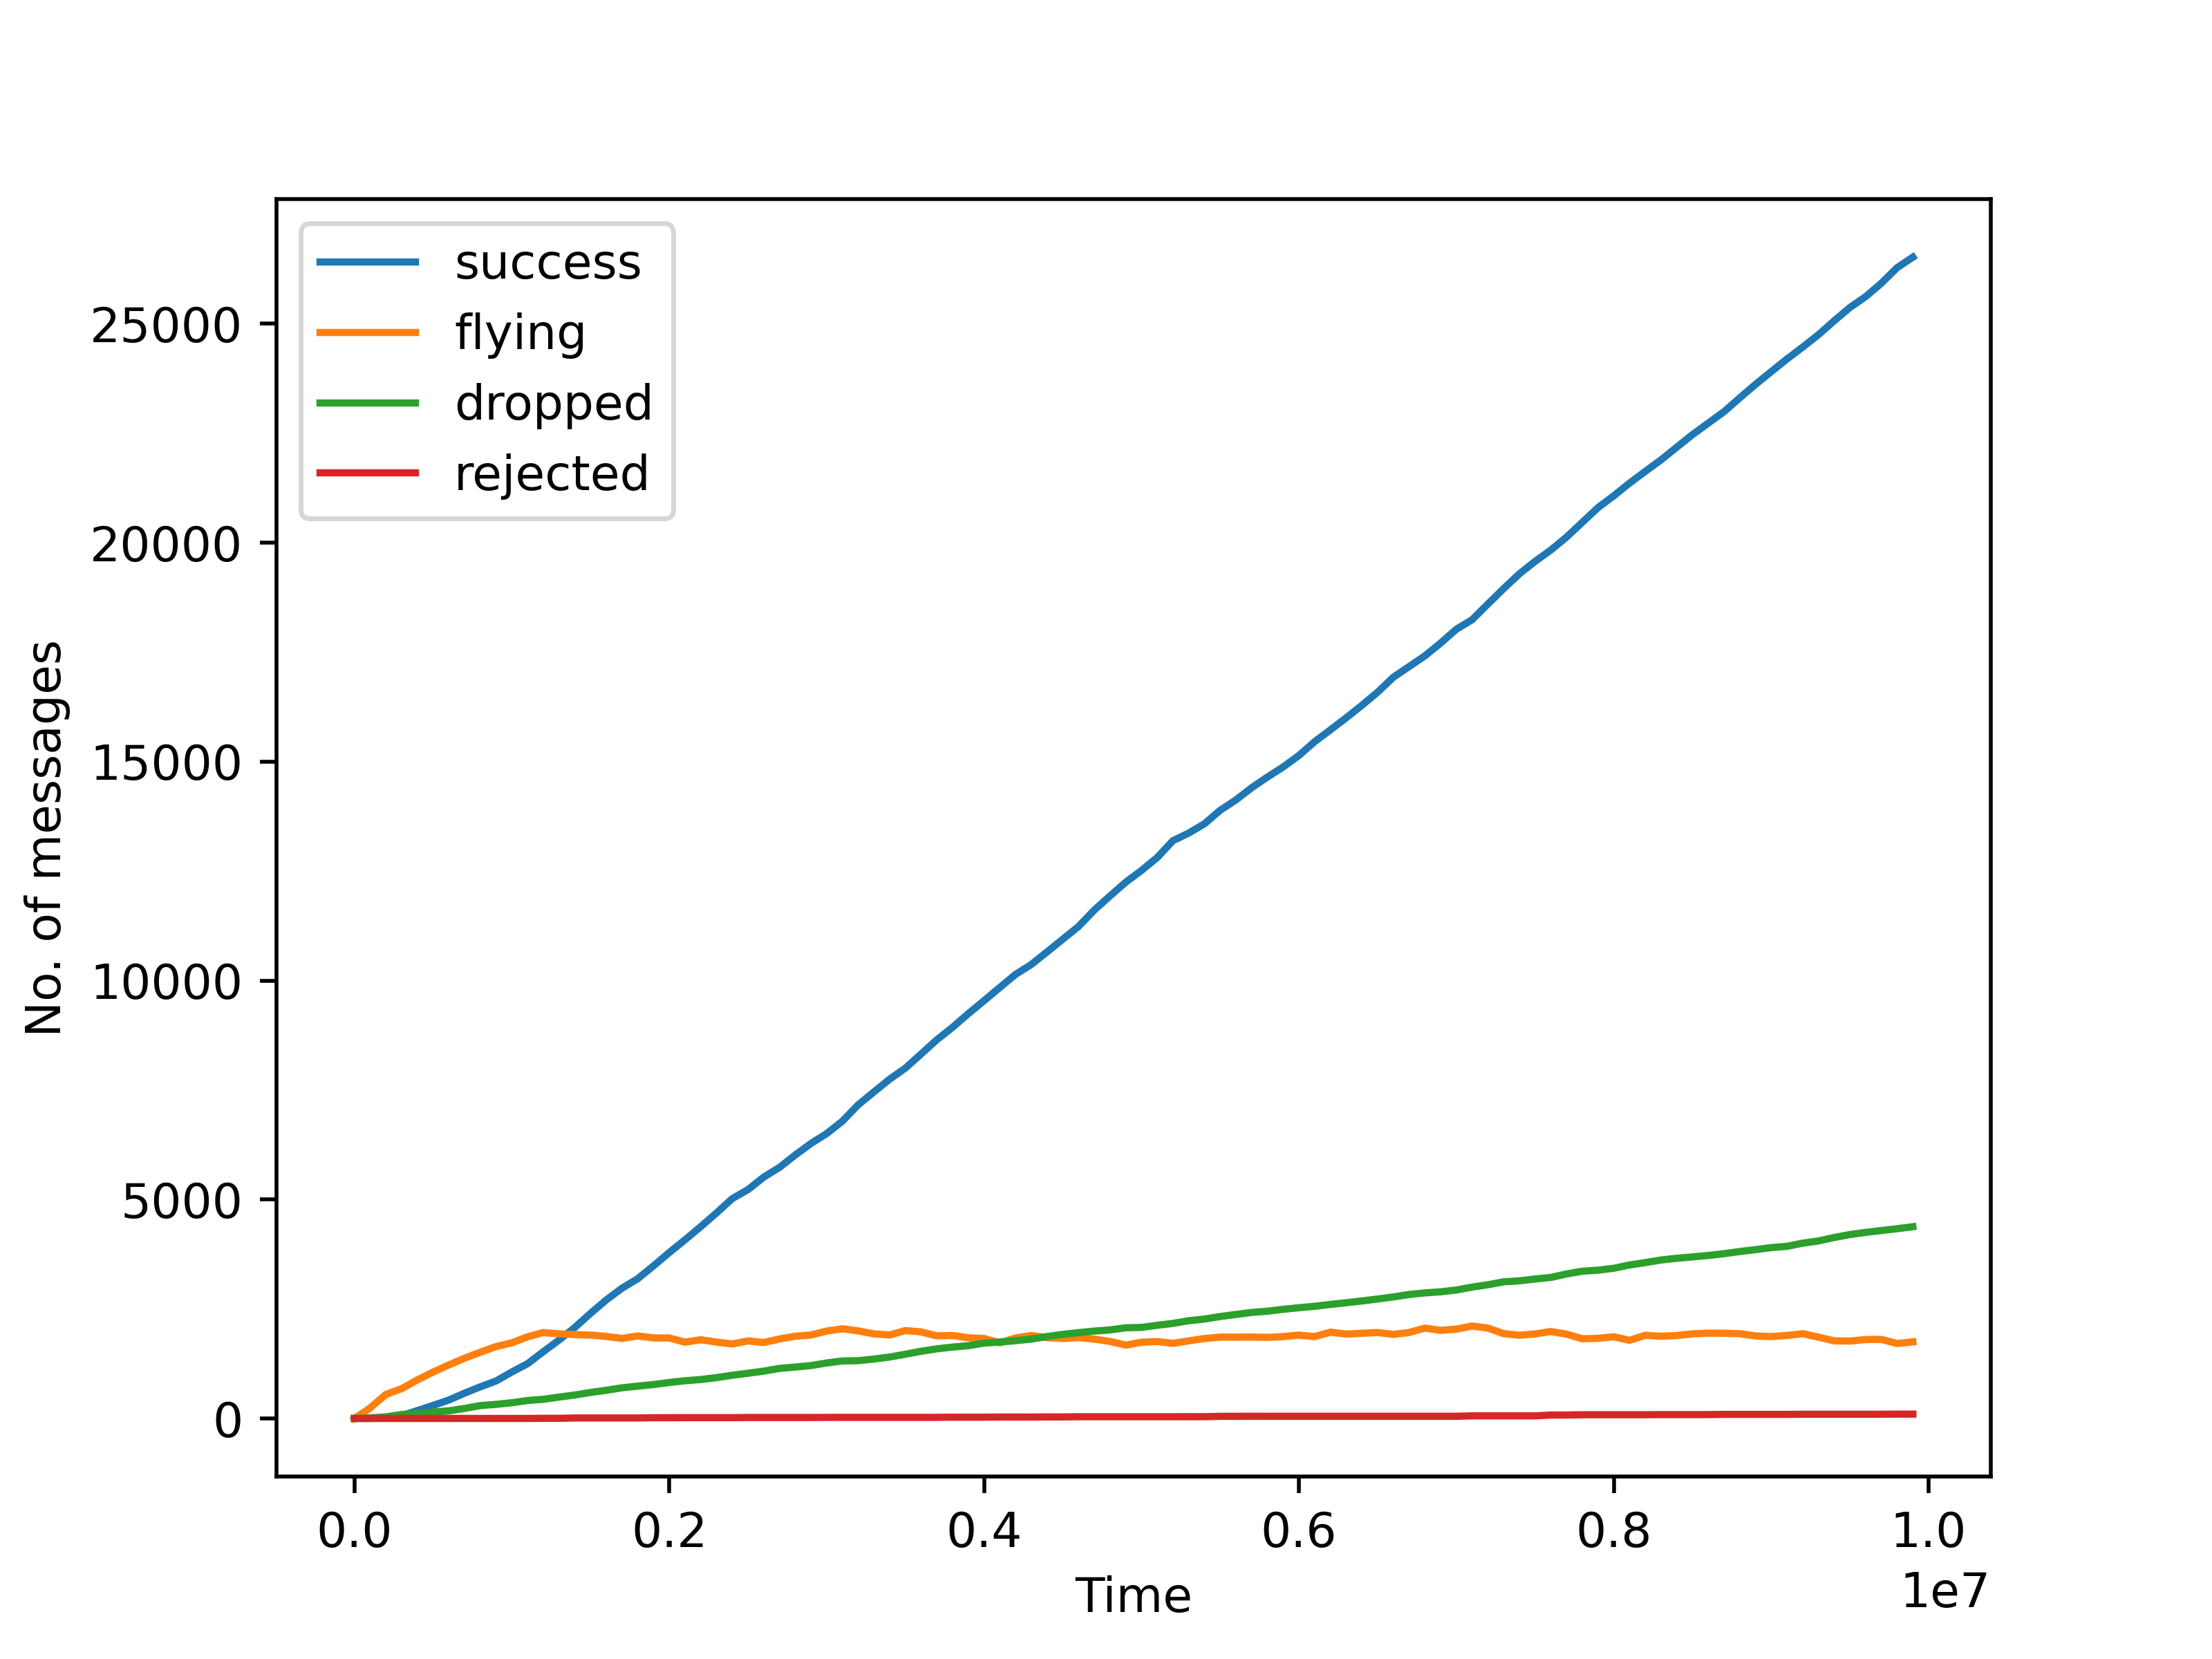 success
flying
dropped
rejected
25000
20000
15000
10000
5000
0
No. of messages
0.0 0.2 0.4 0.6 0.8 1.0
Time
1e7